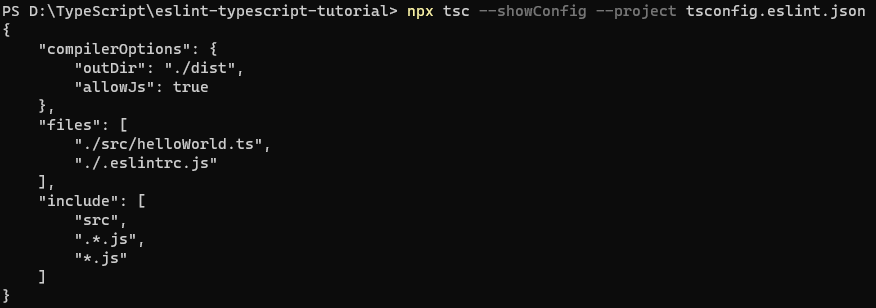 PS D:\TypeScript\eslint-typescript-tutorial> npx tsc --showConfig --project tsconfig.eslint.json
{
    "compilerOptions": {
        "outDir": "./dist",
        "allowJs": true
    },
    "files": [
        "./src/helloWorld.ts",
        "./.eslintrc.js"
    ],
    "include": [
        "src",
        ".*.js",
        "*.js"
    ]
}